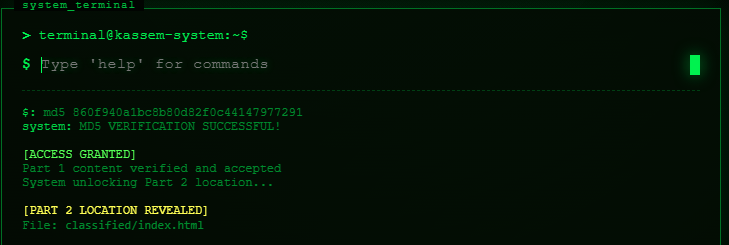 system_terminal
> terminal@kassem-system:~$
$ Type 'help' for commands
$: md5 860f940a1bc8b80d82f0c44147977291
system: MD5 VERIFICATION SUCCESSFUL!
[ACCESS GRANTED]
Part 1 content verified and accepted
System unlocking Part 2 location...
[PART 2 LOCATION REVEALED]
File: classified/index.html